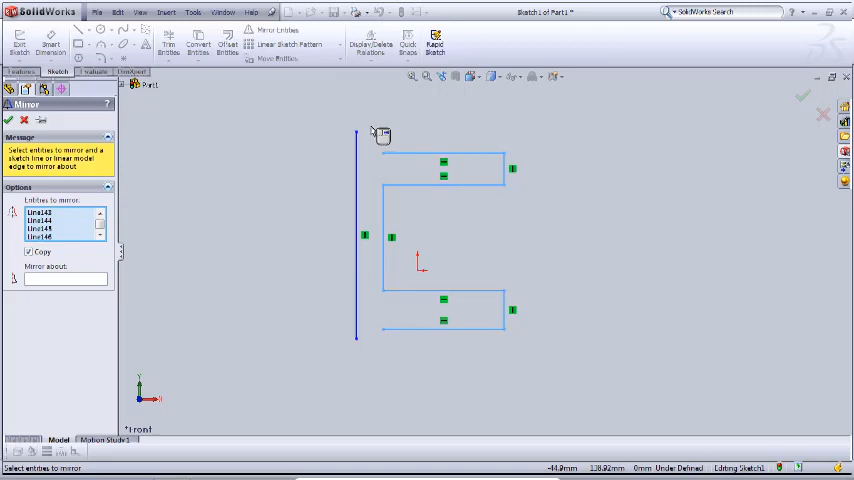 SolidWorks
File Edit View Insert Tools Window Help
Sketch1 of Part1 *
SolidWorks Search
Exit Sketch
Smart Dimension
Trim Entities
Convert Entities
Offset Entities
Mirror Entities
Linear Sketch Pattern
Move Entities
Display/Delete Relations
Quick Snaps
Rapid Sketch
Features Sketch Evaluate DimXpert
Part1
Mirror
?
Message
Select entities to mirror and a sketch line or linear model edge to mirror about
Options
Entities to mirror:
Line143
Line144
Line145
Line146
Copy
Mirror about:
Y
X
*Front
Model Motion Study 1
Select entities to mirror
-44.9mm 138.92mm 0mm Under Defined Editing Sketch1